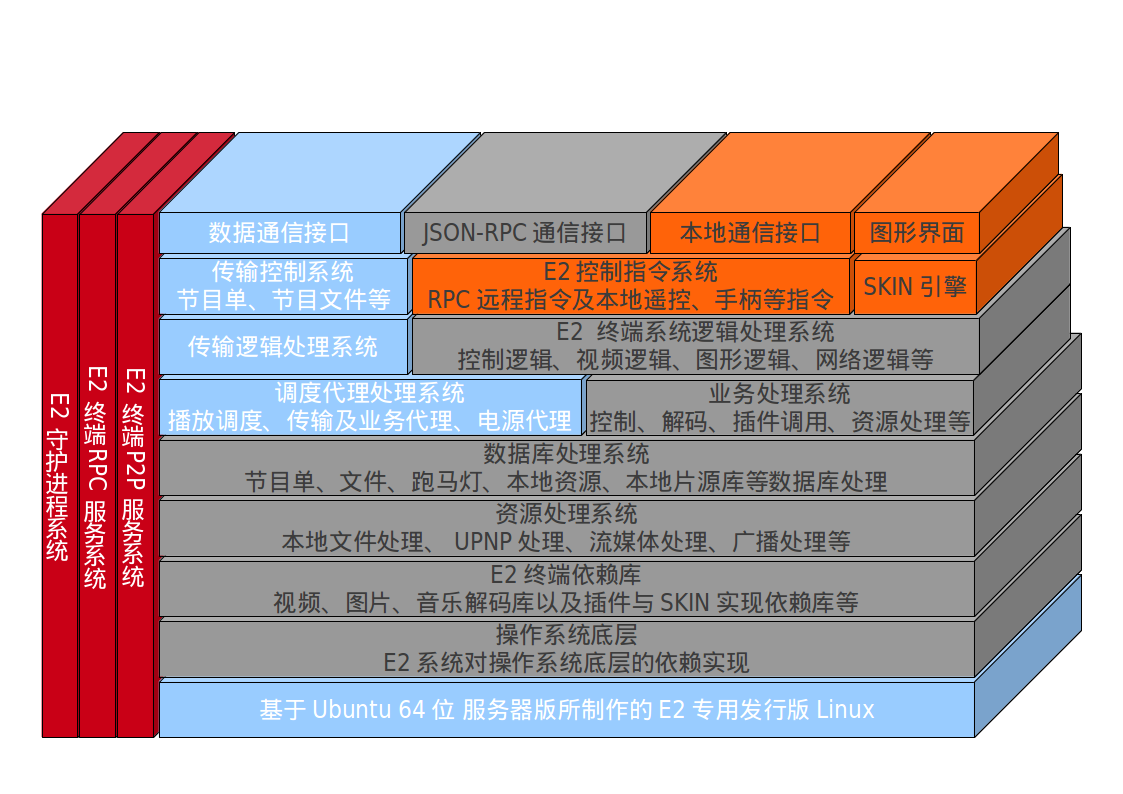 数据通信接口
JSON-RPC 通信接口
本地通信接口
图形界面
传输控制系统
节目单、节目文件等
E2 控制指令系统
RPC 远程指令及本地遥控、手柄等指令
SKIN 引擎
传输逻辑处理系统
E2 终端系统逻辑处理系统
控制逻辑、视频逻辑、图形逻辑、网络逻辑等
调度代理处理系统
播放调度、传输及业务代理、电源代理
业务处理系统
控制、解码、插件调用、资源处理等
数据库处理系统
节目单、文件、跑马灯、本地资源、本地片源库等数据库处理
资源处理系统
本地文件处理、 UPNP 处理、流媒体处理、广播处理等
E2 终端依赖库
视频、图片、音乐解码库以及插件与 SKIN 实现依赖库等
操作系统底层
E2 系统对操作系统底层的依赖实现
基于 Ubuntu 64 位 服务器版所制作的 E2 专用发行版 Linux
E2 守护进程系统
E2 终端 RPC 服务系统
E2 终端 P2P 服务系统